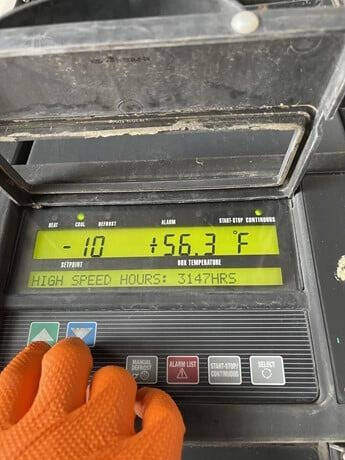 HEAT COOL DEFROST ALARM START-STOP CONTINUOUS
-10 +56.3 °F
SETPOINT BOX TEMPERATURE
HIGH SPEED HOURS: 3147HRS
MANUAL DEFROST
ALARM LIST
START-STOP/ CONTINUOUS
SELECT